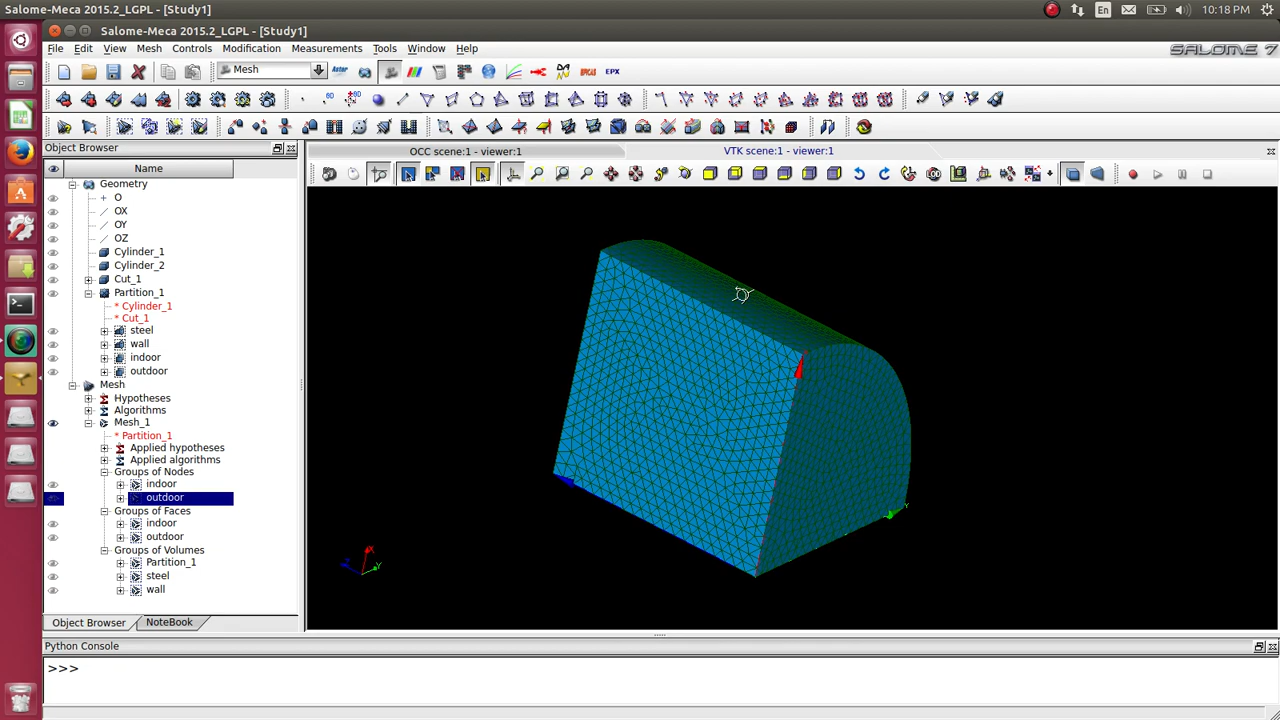 Salome-Meca 2015.2_LGPL - [Study1]
En
10:18 PM
Salome-Meca 2015.2_LGPL - [Study1]
File Edit View Mesh Controls Modification Measurements Tools Window Help
SALOME 7
Mesh
EPX
Object Browser
OCC scene:1 - viewer:1
VTK scene:1 - viewer:1
Name
Geometry
O
OX
OY
OZ
Cylinder_1
Cylinder_2
Cut_1
Partition_1
* Cylinder_1
* Cut_1
steel
wall
indoor
outdoor
Mesh
Hypotheses
Algorithms
Mesh_1
* Partition_1
Applied hypotheses
Applied algorithms
Groups of Nodes
indoor
outdoor
Groups of Faces
indoor
outdoor
Groups of Volumes
Partition_1
steel
wall
X
Y
Z
Y
Object Browser
NoteBook
Python Console
>>>